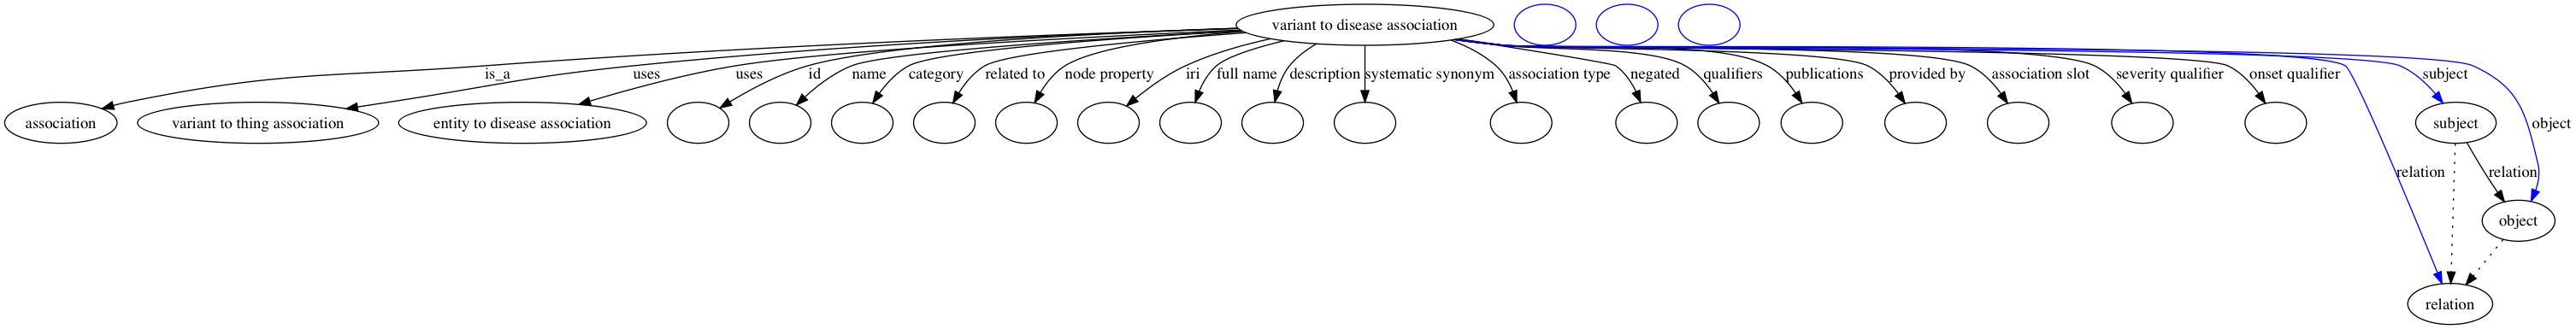 variant to disease association
is_a
uses
uses
id
name
category
related to
node property
iri
full name
description
systematic synonym
association type
negated
qualifiers
publications
provided by
association slot
severity qualifier
onset qualifier
subject
association
variant to thing association
entity to disease association
subject
object
relation
relation
object
relation